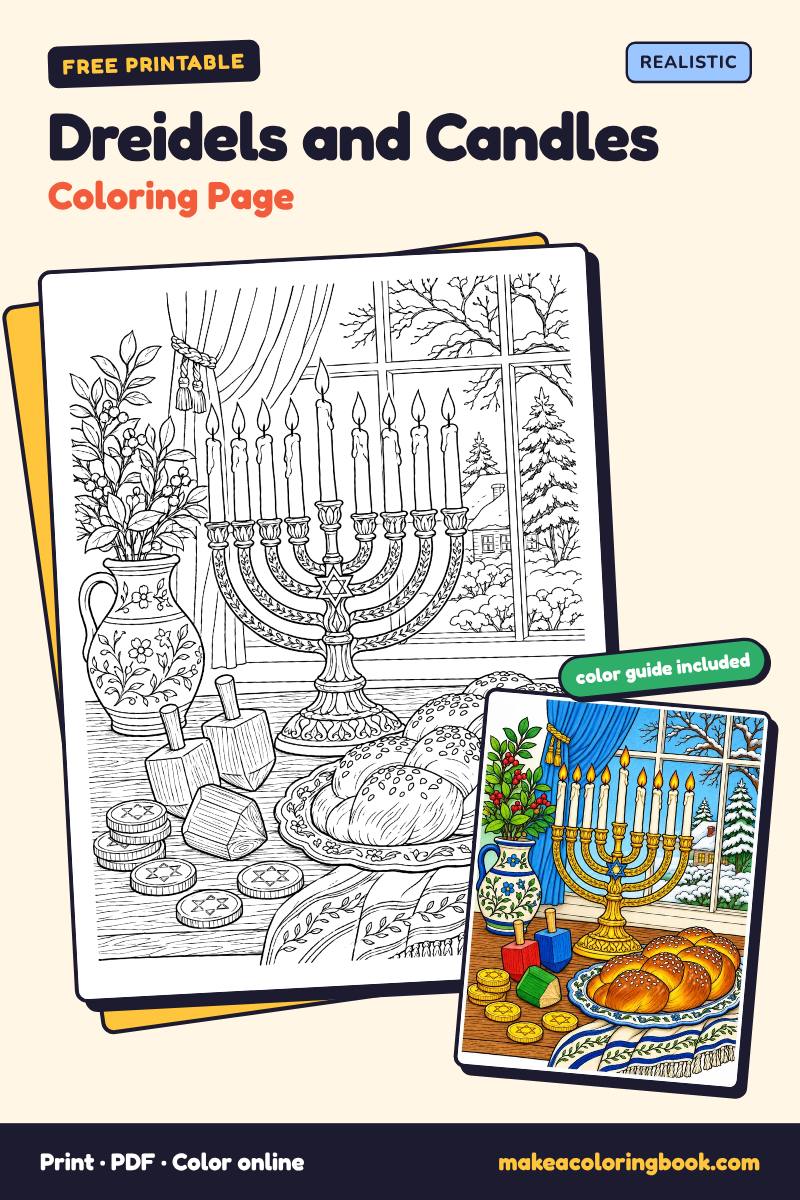 FREE PRINTABLE
REALISTIC
Dreidels and Candles
Coloring Page
color guide included
Print · PDF · Color online
makeacoloringbook.com